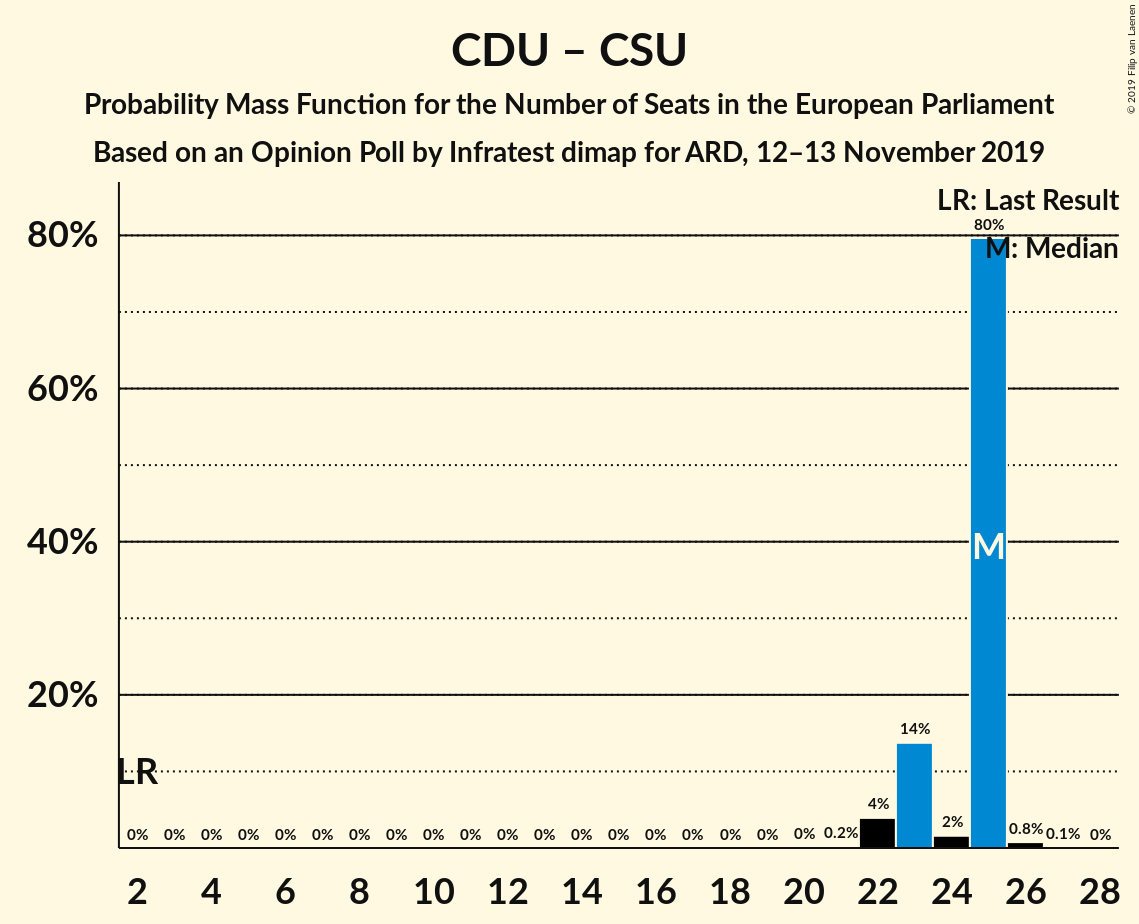 CDU – CSU
Probability Mass Function for the Number of Seats in the European Parliament
Based on an Opinion Poll by Infratest dimap for ARD, 12–13 November 2019
© 2019 Filip van Laenen
LR: Last Result
M: Median
80%
60%
40%
20%
LR
M
0% 0% 0% 0% 0% 0% 0% 0% 0% 0% 0% 0% 0% 0% 0% 0% 0% 0% 0% 0.2% 4% 14% 2% 80% 0.8% 0.1% 0%
2 4 6 8 10 12 14 16 18 20 22 24 26 28